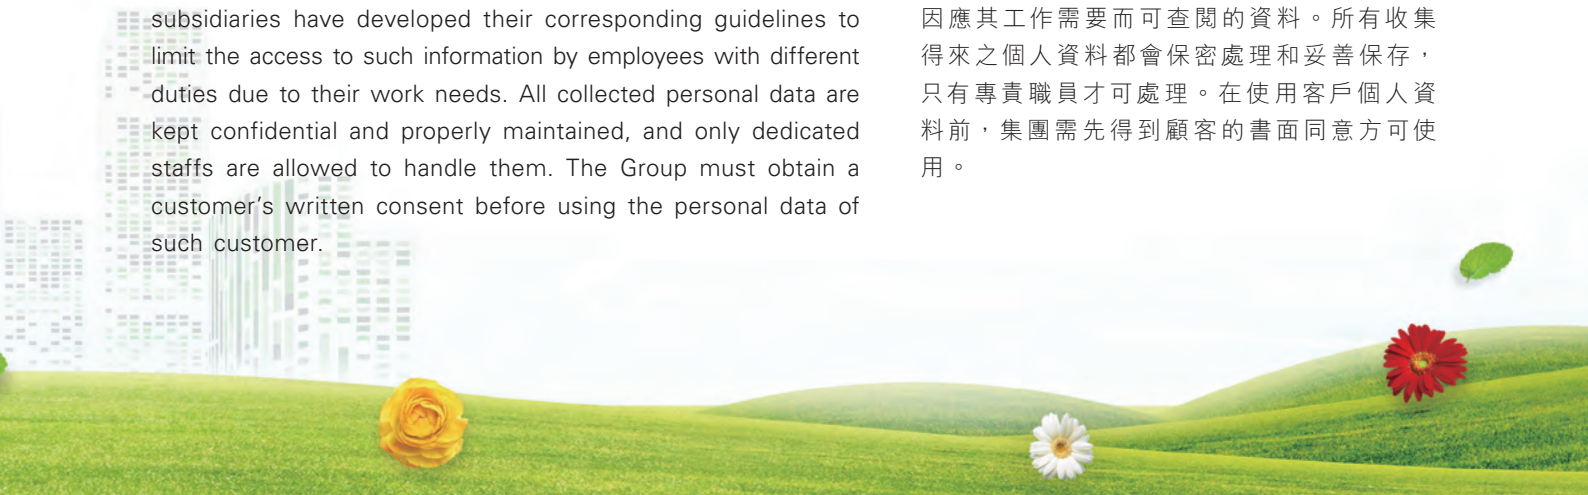 subsidiaries have developed their corresponding guidelines to
limit the access to such information by employees with different
duties due to their work needs. All collected personal data are
kept confidential and properly maintained, and only dedicated
staffs are allowed to handle them. The Group must obtain a
customer’s written consent before using the personal data of
such customer.
因應其工作需要而可查閱的資料。所有收集
得來之個人資料都會保密處理和妥善保存，
只有專責職員才可處理。在使用客戶個人資
料前，集團需先得到顧客的書面同意方可使
用。